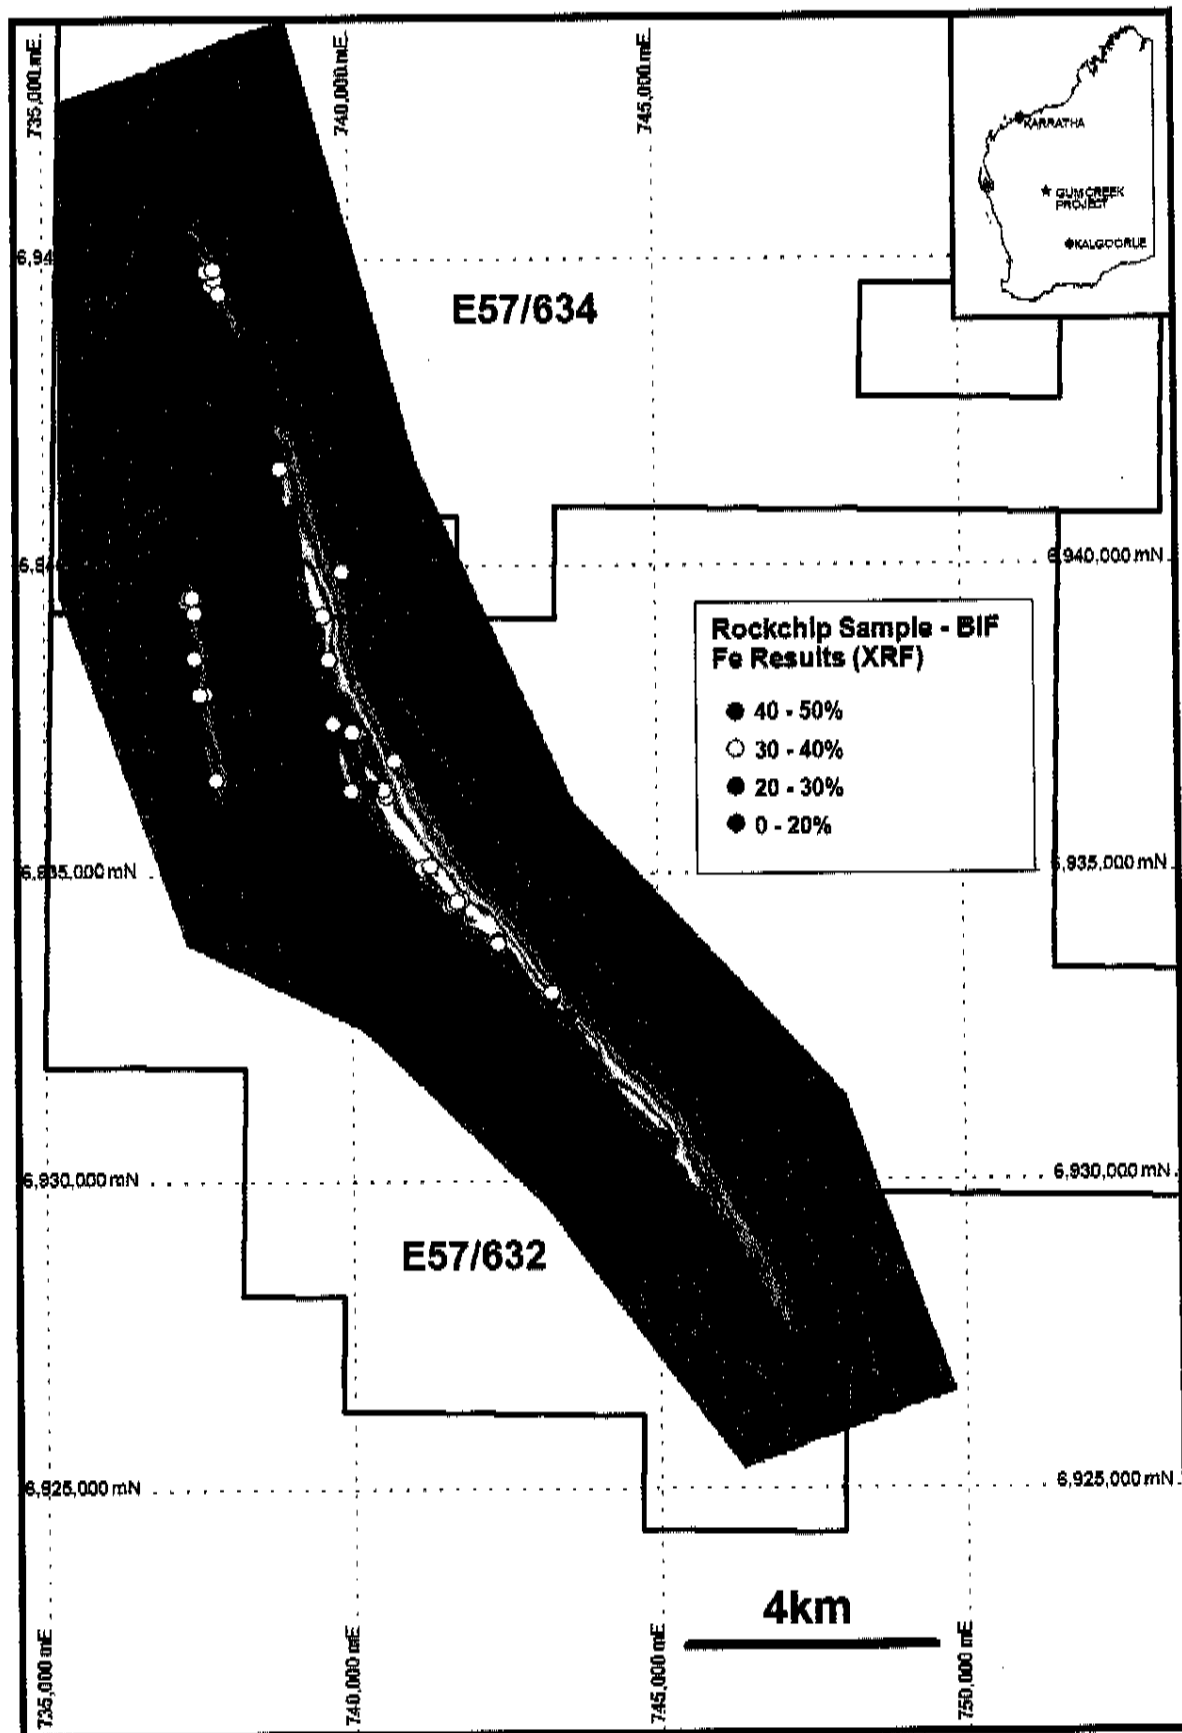 735,000 mE
740,000 mE
745,000 mE
KARRATHA
GUM CREEK
PROJECT
KALGOORLIE
E57/634
6,940,000 mN
Rockchip Sample - BIF
Fe Results (XRF)
40 - 50%
30 - 40%
20 - 30%
0 - 20%
6,935,000 mN
6,935,000 mN
6,930,000 mN
6,930,000 mN
E57/632
6,925,000 mN
6,925,000 mN
4km
735,000 mE
740,000 mE
745,000 mE
750,000 mE